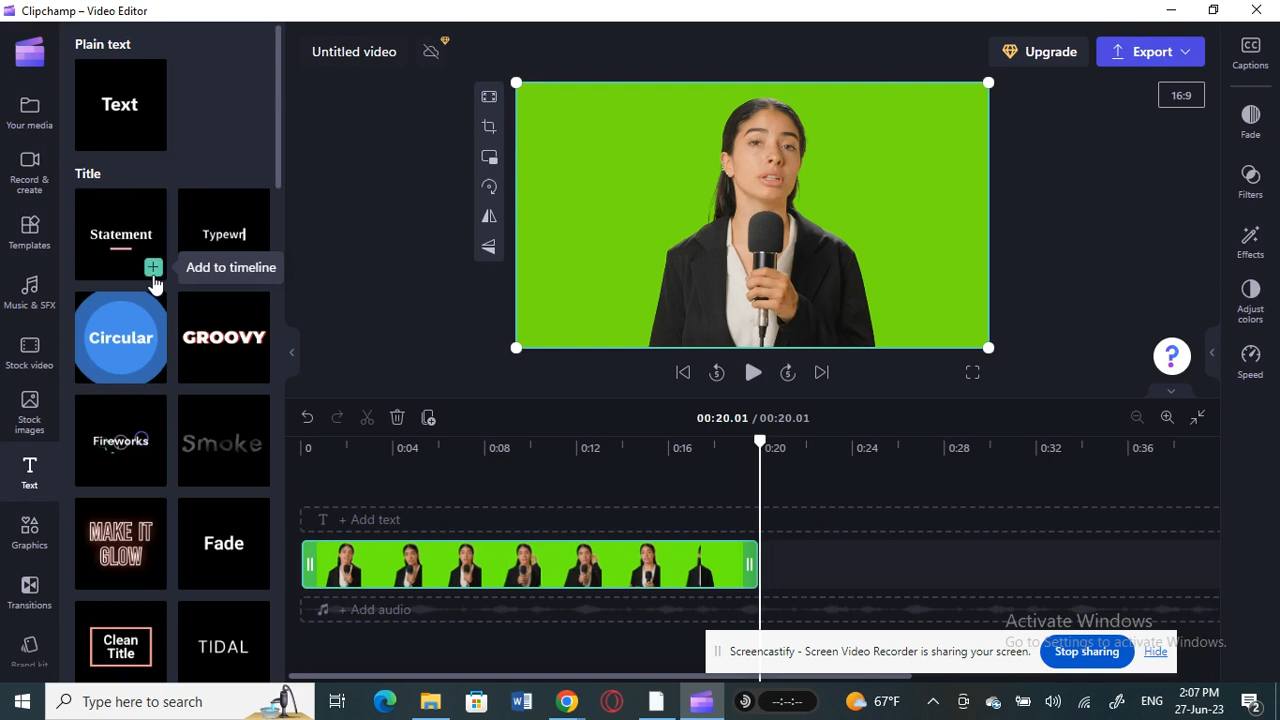 Clipchamp – Video Editor
Plain text
Text
Title
Statement
Typewr
Add to timeline
Circular
GROOVY
Fireworks
Smoke
MAKE IT
GLOW
Fade
Clean
Title
TIDAL
Your media
Record &
create
Templates
Music & SFX
Stock video
Stock
images
Text
Graphics
Transitions
Brand kit
Untitled video
Upgrade
Export
16:9
CC
Captions
Fade
Filters
Effects
Adjust
colors
Speed
5
5
?
00:20.01 / 00:20.01
0
0:04
0:08
0:12
0:16
0:20
0:24
0:28
0:32
0:36
T + Add text
+ Add audio
Activate Windows
Go to Settings to activate Windows.
Screencastify - Screen Video Recorder is sharing your screen.
Stop sharing
Hide
Type here to search
--:--:--
67°F
ENG
2:07 PM
27-Jun-23
2